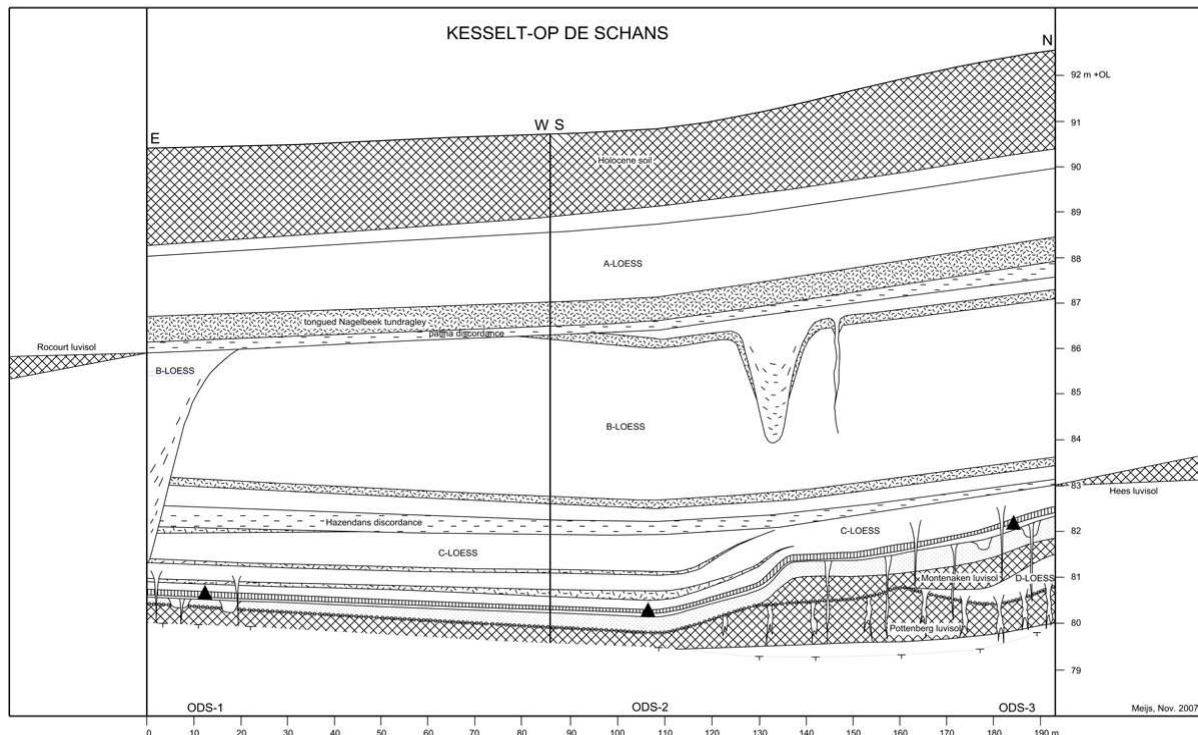 KESSELT-OP DE SCHANS
N
92 m +OL
E
W S
91
Holocene soil
90
89
A-LOESS
88
87
tongued Nagelbeek tundragley
patina discordance
Rocourt luvisol
86
B-LOESS
85
B-LOESS
84
83
Hees luvisol
Hazendans discordance
82
C-LOESS
C-LOESS
Montenaken luvisol
D-LOESS
81
Pottenberg luvisol
80
79
ODS-1
ODS-2
ODS-3
Meijs, Nov. 2007
0 10 20 30 40 50 60 70 80 90 100 110 120 130 140 150 160 170 180 190 m